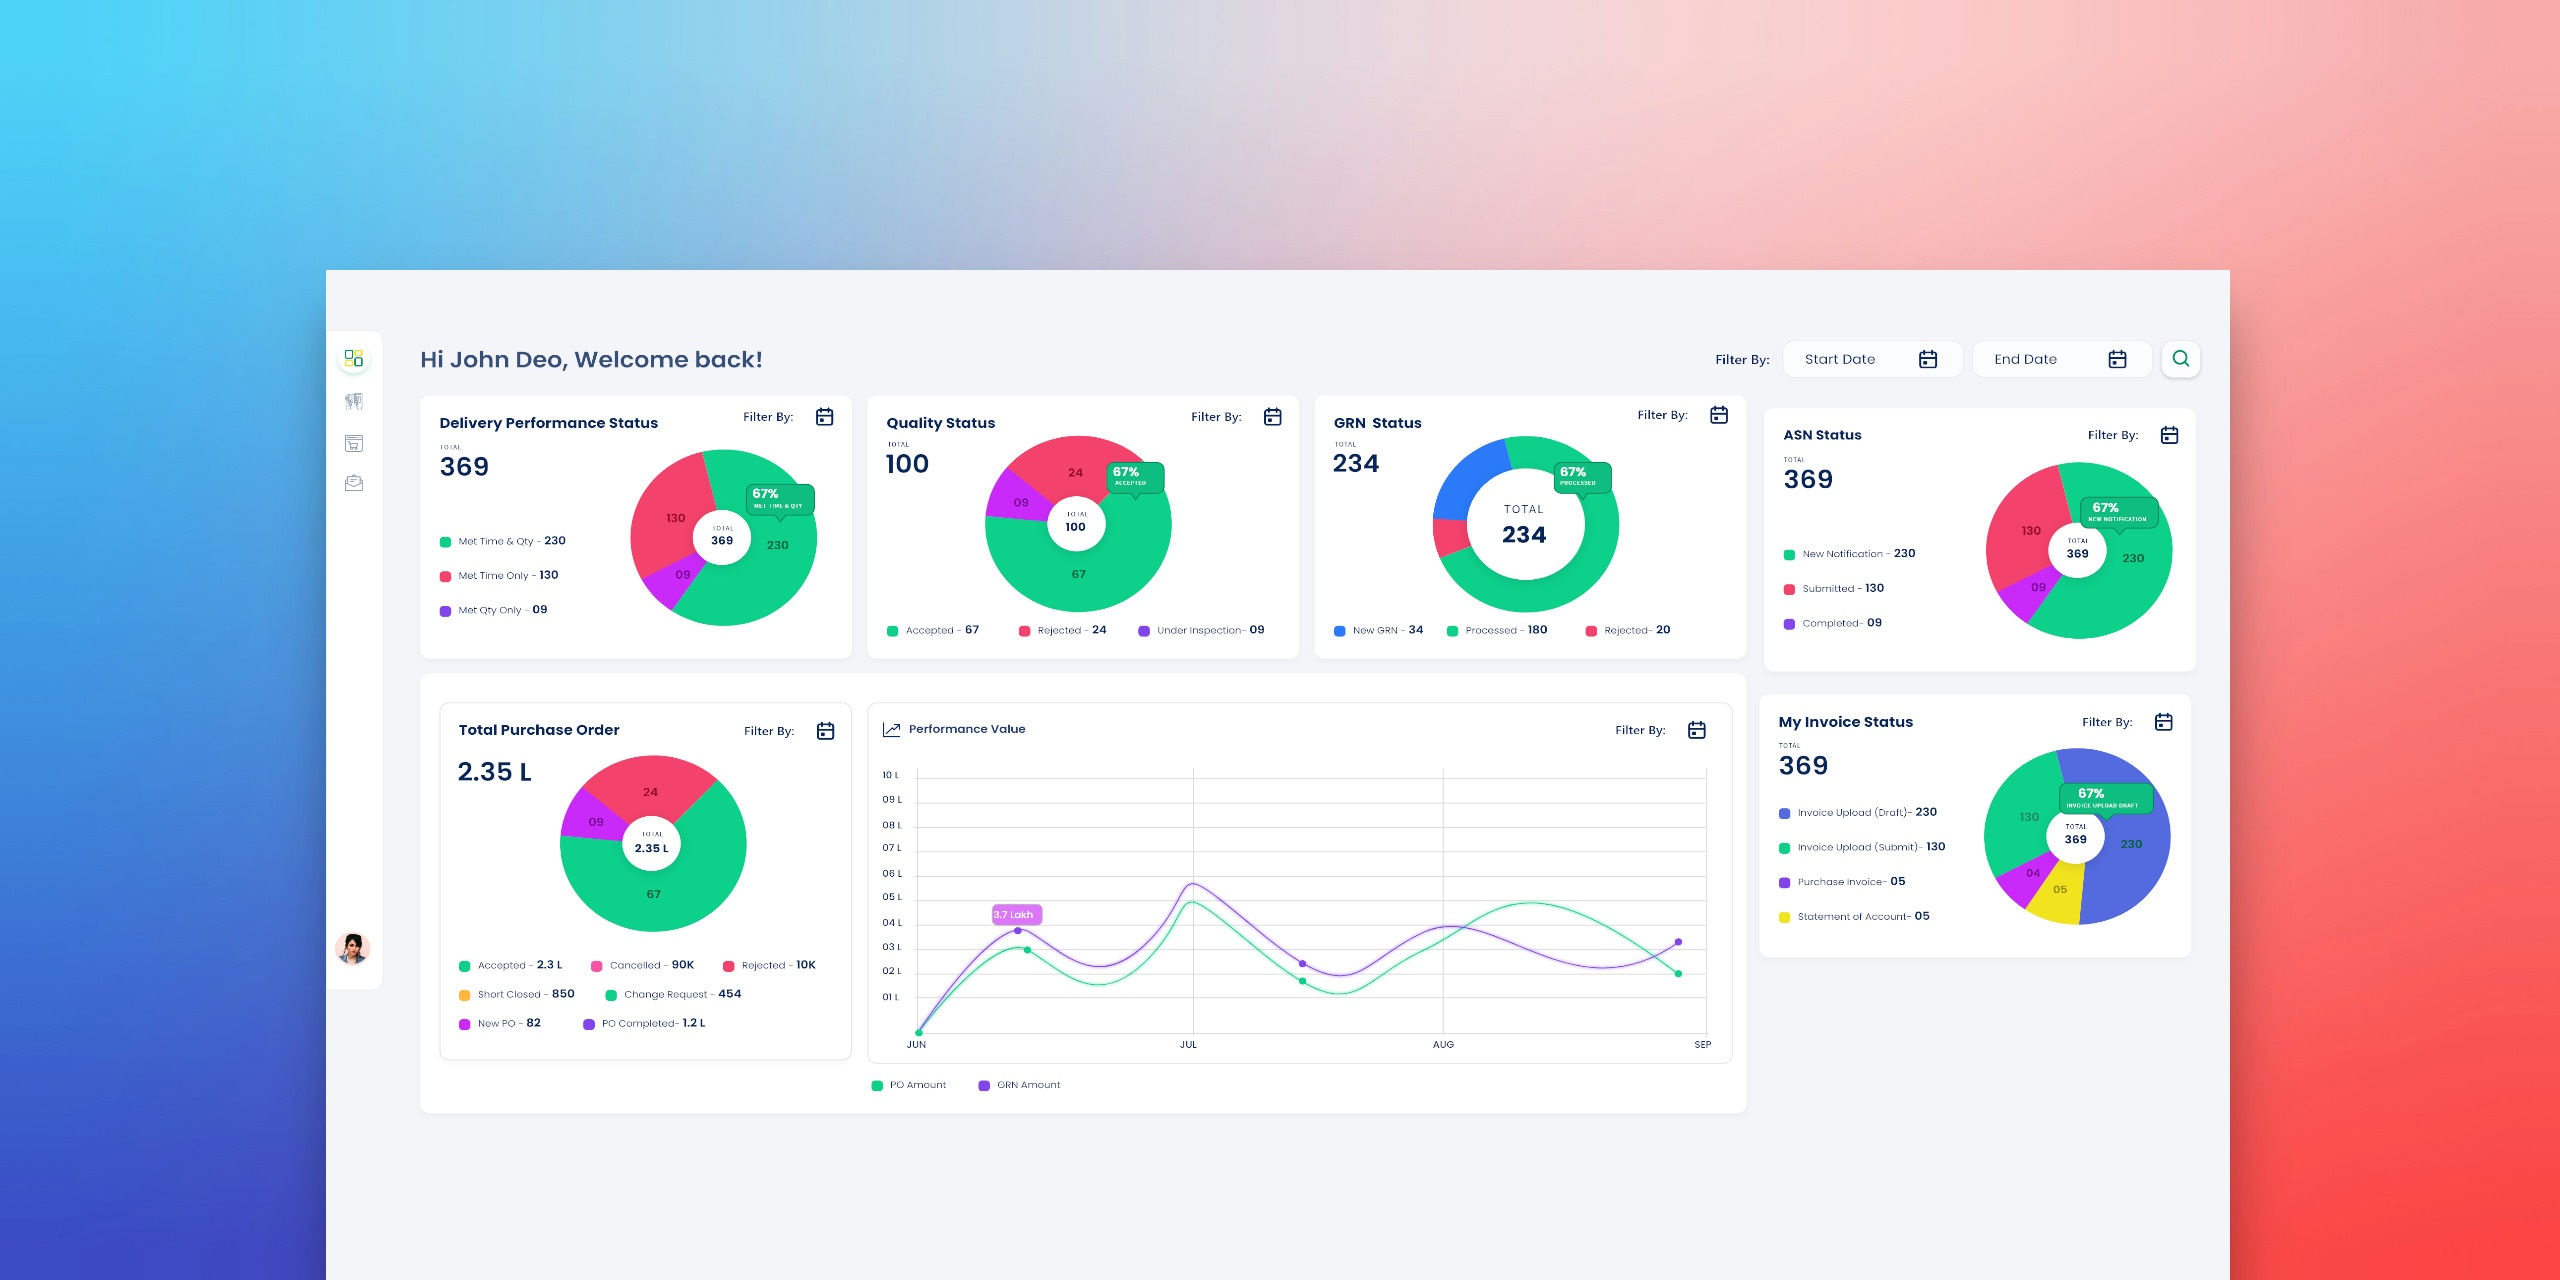 Hi John Deo, Welcome back!
Filter By:
Start Date
End Date
Delivery Performance Status
Filter By:
TOTAL
369
Met Time & Qty - 230
Met Time Only - 130
Met Qty Only - 09
130
09
230
TOTAL
369
67%
MET TIME & QTY
Quality Status
Filter By:
TOTAL
100
24
09
67
TOTAL
100
67%
ACCEPTED
Accepted - 67
Rejected - 24
Under Inspection- 09
GRN Status
Filter By:
TOTAL
234
TOTAL
234
67%
PROCESSED
New GRN - 34
Processed - 180
Rejected- 20
ASN Status
Filter By:
TOTAL
369
New Notification - 230
Submitted - 130
Completed- 09
130
09
230
TOTAL
369
67%
NEW NOTIFICATION
Total Purchase Order
Filter By:
2.35 L
24
09
67
TOTAL
2.35 L
Accepted - 2.3 L
Cancelled - 90K
Rejected - 10K
Short Closed - 850
Change Request - 454
New PO - 82
PO Completed- 1.2 L
Performance Value
Filter By:
10 L
09 L
08 L
07 L
06 L
05 L
04 L
03 L
02 L
01 L
3.7 Lakh
JUN
JUL
AUG
SEP
PO Amount
GRN Amount
My Invoice Status
Filter By:
TOTAL
369
Invoice Upload (Draft)- 230
Invoice Upload (Submit)- 130
Purchase Invoice- 05
Statement of Account- 05
130
04
05
230
TOTAL
369
67%
INVOICE UPLOAD DRAFT